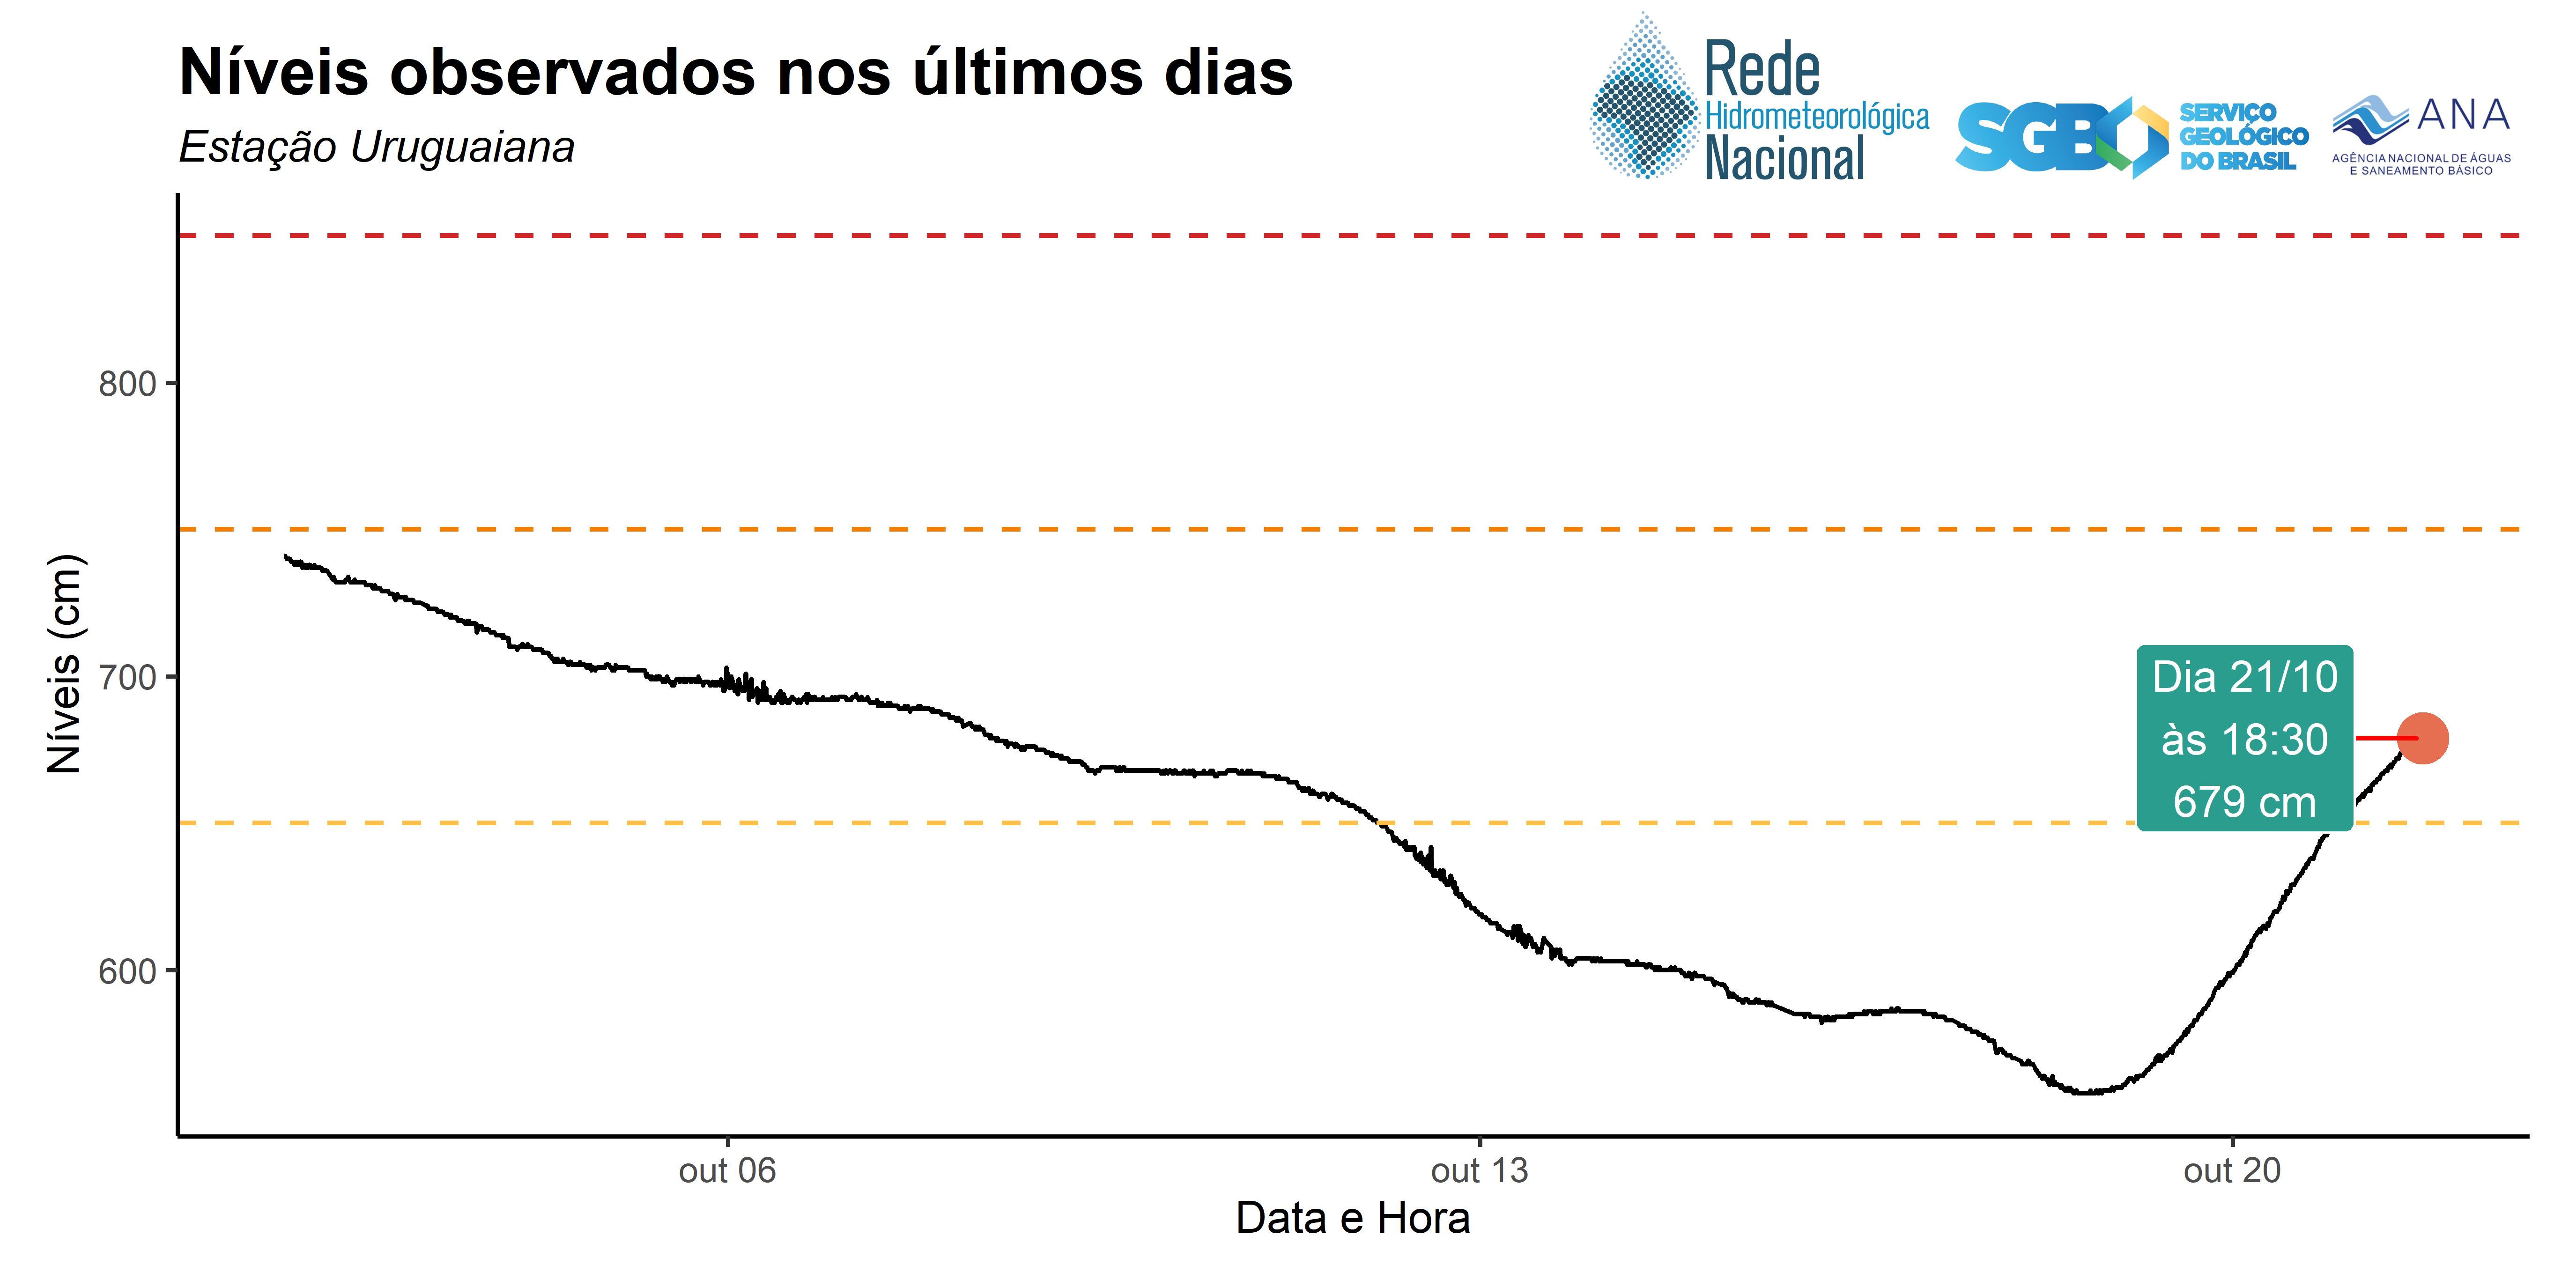 Níveis observados nos últimos dias
Estação Uruguaiana
Rede
Hidrometeorológica
Nacional
SGB
SERVIÇO
GEOLÓGICO
DO BRASIL
ANA
AGÊNCIA NACIONAL DE ÁGUAS
E SANEAMENTO BÁSICO
Níveis (cm)
800
700
600
Dia 21/10
às 18:30
679 cm
out 06
out 13
out 20
Data e Hora